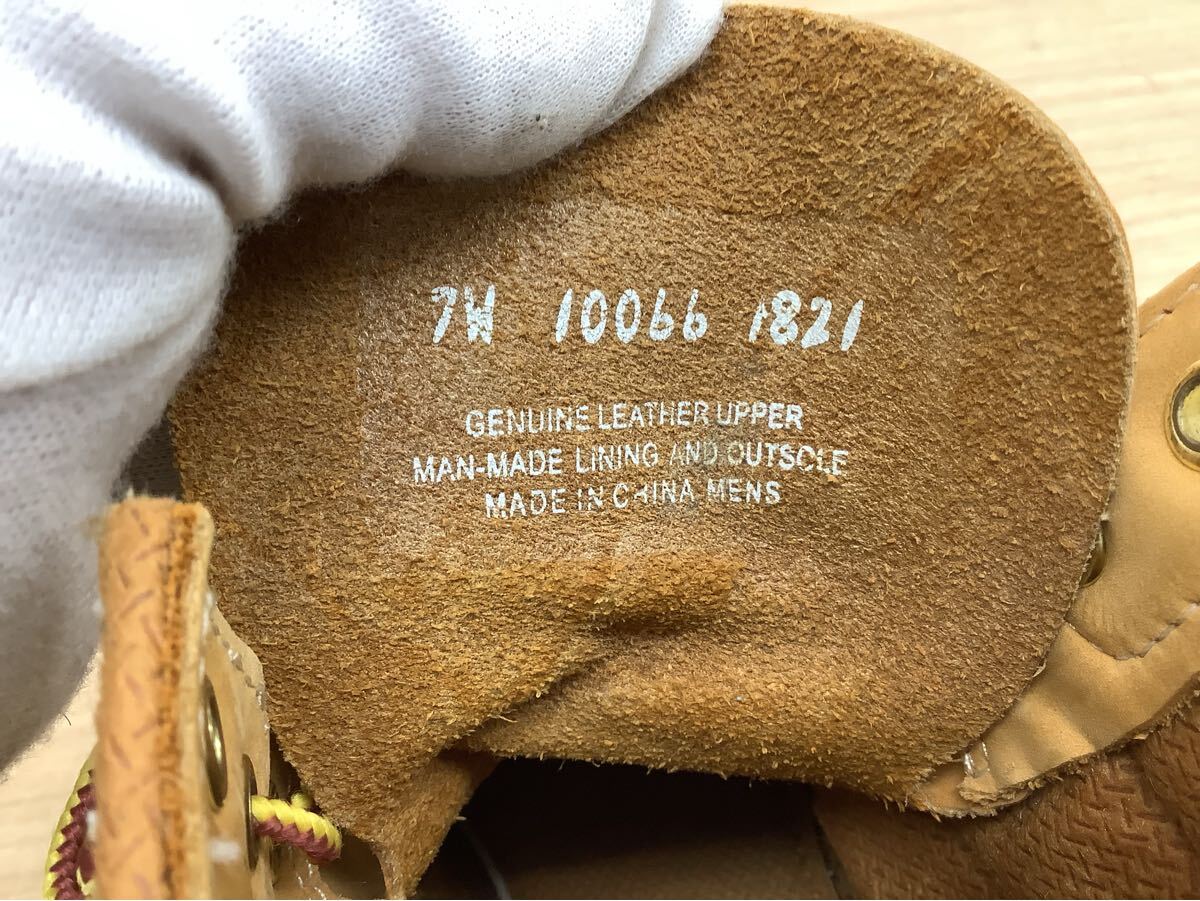 7W 10066 1821
GENUINE LEATHER UPPER
MAN-MADE LINING AND OUTSOLE
MADE IN CHINA MENS